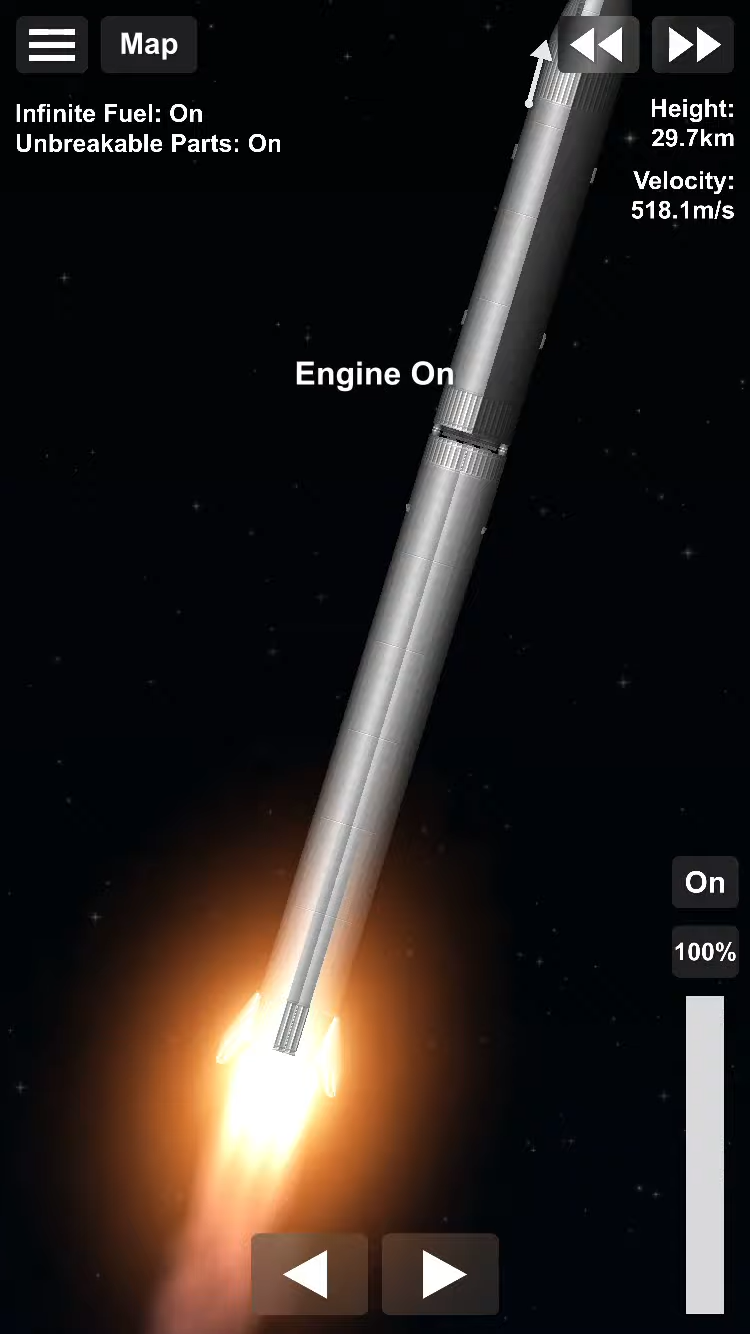 Map
Infinite Fuel: On
Unbreakable Parts: On
Height:
29.7km
Velocity:
518.1m/s
Engine On
On
100%